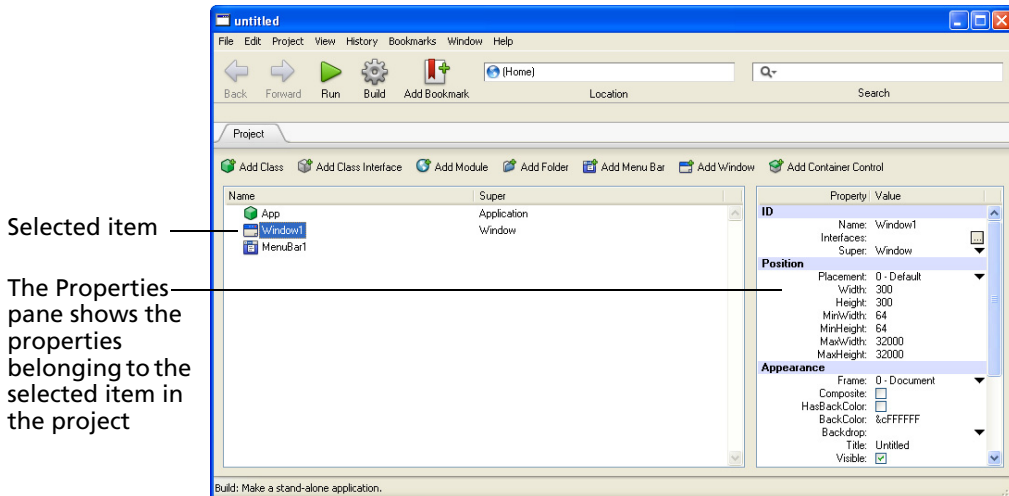 untitled
File Edit Project View History Bookmarks Window Help
(Home)
Back Forward Run Build Add Bookmark Location Search
Project
Add Class Add Class Interface Add Module Add Folder Add Menu Bar Add Window Add Container Control
Name Super
App Application
Window1 Window
MenuBar1
Property Value
ID
Name: Window1
Interfaces: ...
Super: Window
Position
Placement: 0 - Default
Width: 300
Height: 300
MinWidth: 64
MinHeight: 64
MaxWidth: 32000
MaxHeight: 32000
Appearance
Frame: 0 - Document
Composite:
HasBackColor:
BackColor: &cFFFFFF
Backdrop:
Title: Untitled
Visible:
Build: Make a stand-alone application.
Selected item
The Properties
pane shows the
properties
belonging to the
selected item in
the project